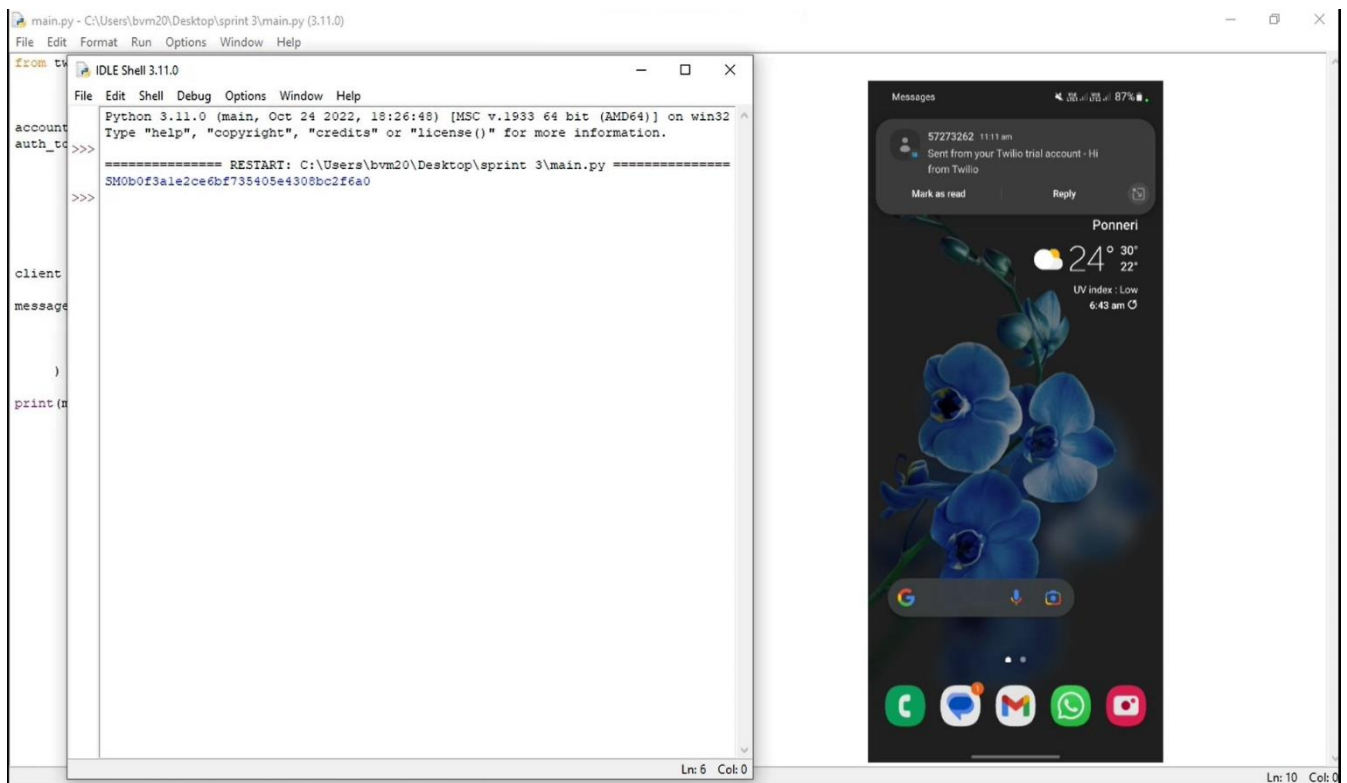 main.py - C:\Users\bvm20\Desktop\sprint 3\main.py (3.11.0)
File Edit Format Run Options Window Help
from tw
account
auth_to
client
message
)
print(m
IDLE Shell 3.11.0
File Edit Shell Debug Options Window Help
Python 3.11.0 (main, Oct 24 2022, 18:26:48) [MSC v.1933 64 bit (AMD64)] on win32
Type "help", "copyright", "credits" or "license()" for more information.
>>>
=============== RESTART: C:\Users\bvm20\Desktop\sprint 3\main.py ===============
SM0b0f3a1e2ce6bf735405e4308bc2f6a0
>>>
Ln: 6 Col: 0
Messages 87%
57273262 11:11 am
Sent from your Twilio trial account - Hi
from Twilio
Mark as read Reply
Ponneri
24° 30°
22°
UV index : Low
6:43 am
1
Ln: 10 Col: 0